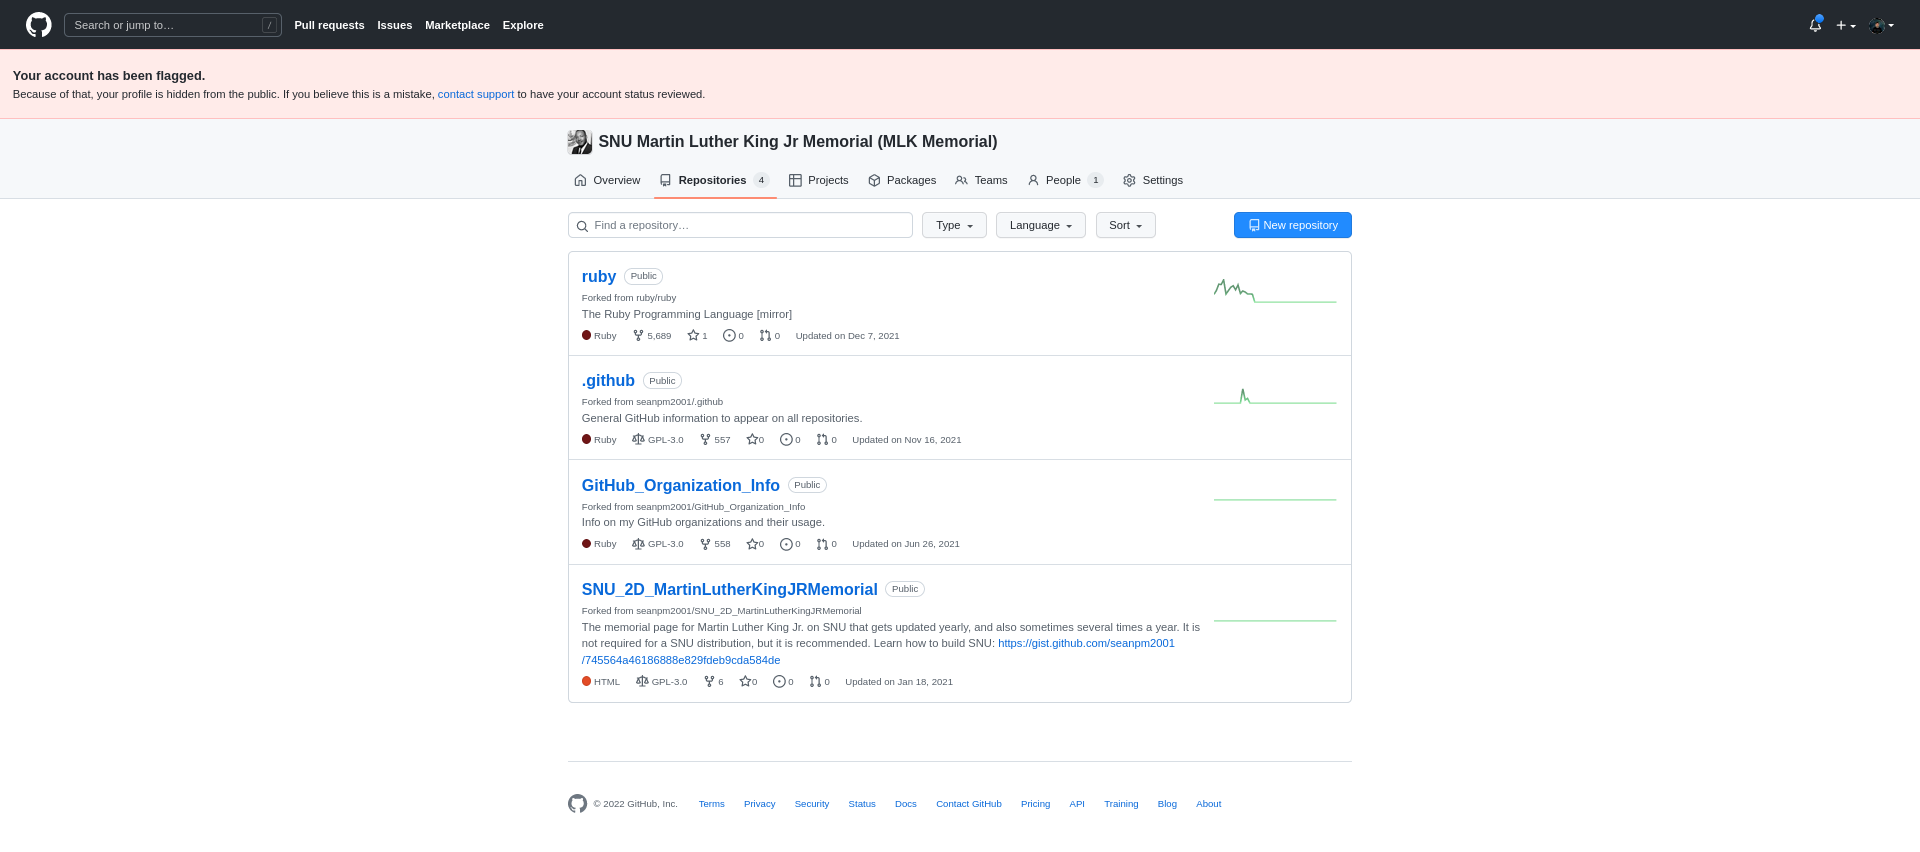 Search or jump to… /
Pull requests Issues Marketplace Explore
Your account has been flagged.
Because of that, your profile is hidden from the public. If you believe this is a mistake, contact support to have your account status reviewed.
SNU Martin Luther King Jr Memorial (MLK Memorial)
Overview Repositories 4 Projects Packages Teams People 1 Settings
Find a repository… Type Language Sort New repository
ruby Public
Forked from ruby/ruby
The Ruby Programming Language [mirror]
Ruby 5,689 1 0 0 Updated on Dec 7, 2021
.github Public
Forked from seanpm2001/.github
General GitHub information to appear on all repositories.
Ruby GPL-3.0 557 0 0 0 Updated on Nov 16, 2021
GitHub_Organization_Info Public
Forked from seanpm2001/GitHub_Organization_Info
Info on my GitHub organizations and their usage.
Ruby GPL-3.0 558 0 0 0 Updated on Jun 26, 2021
SNU_2D_MartinLutherKingJRMemorial Public
Forked from seanpm2001/SNU_2D_MartinLutherKingJRMemorial
The memorial page for Martin Luther King Jr. on SNU that gets updated yearly, and also sometimes several times a year. It is
not required for a SNU distribution, but it is recommended. Learn how to build SNU: https://gist.github.com/seanpm2001
/745564a46186888e829fdeb9cda584de
HTML GPL-3.0 6 0 0 0 Updated on Jan 18, 2021
© 2022 GitHub, Inc. Terms Privacy Security Status Docs Contact GitHub Pricing API Training Blog About